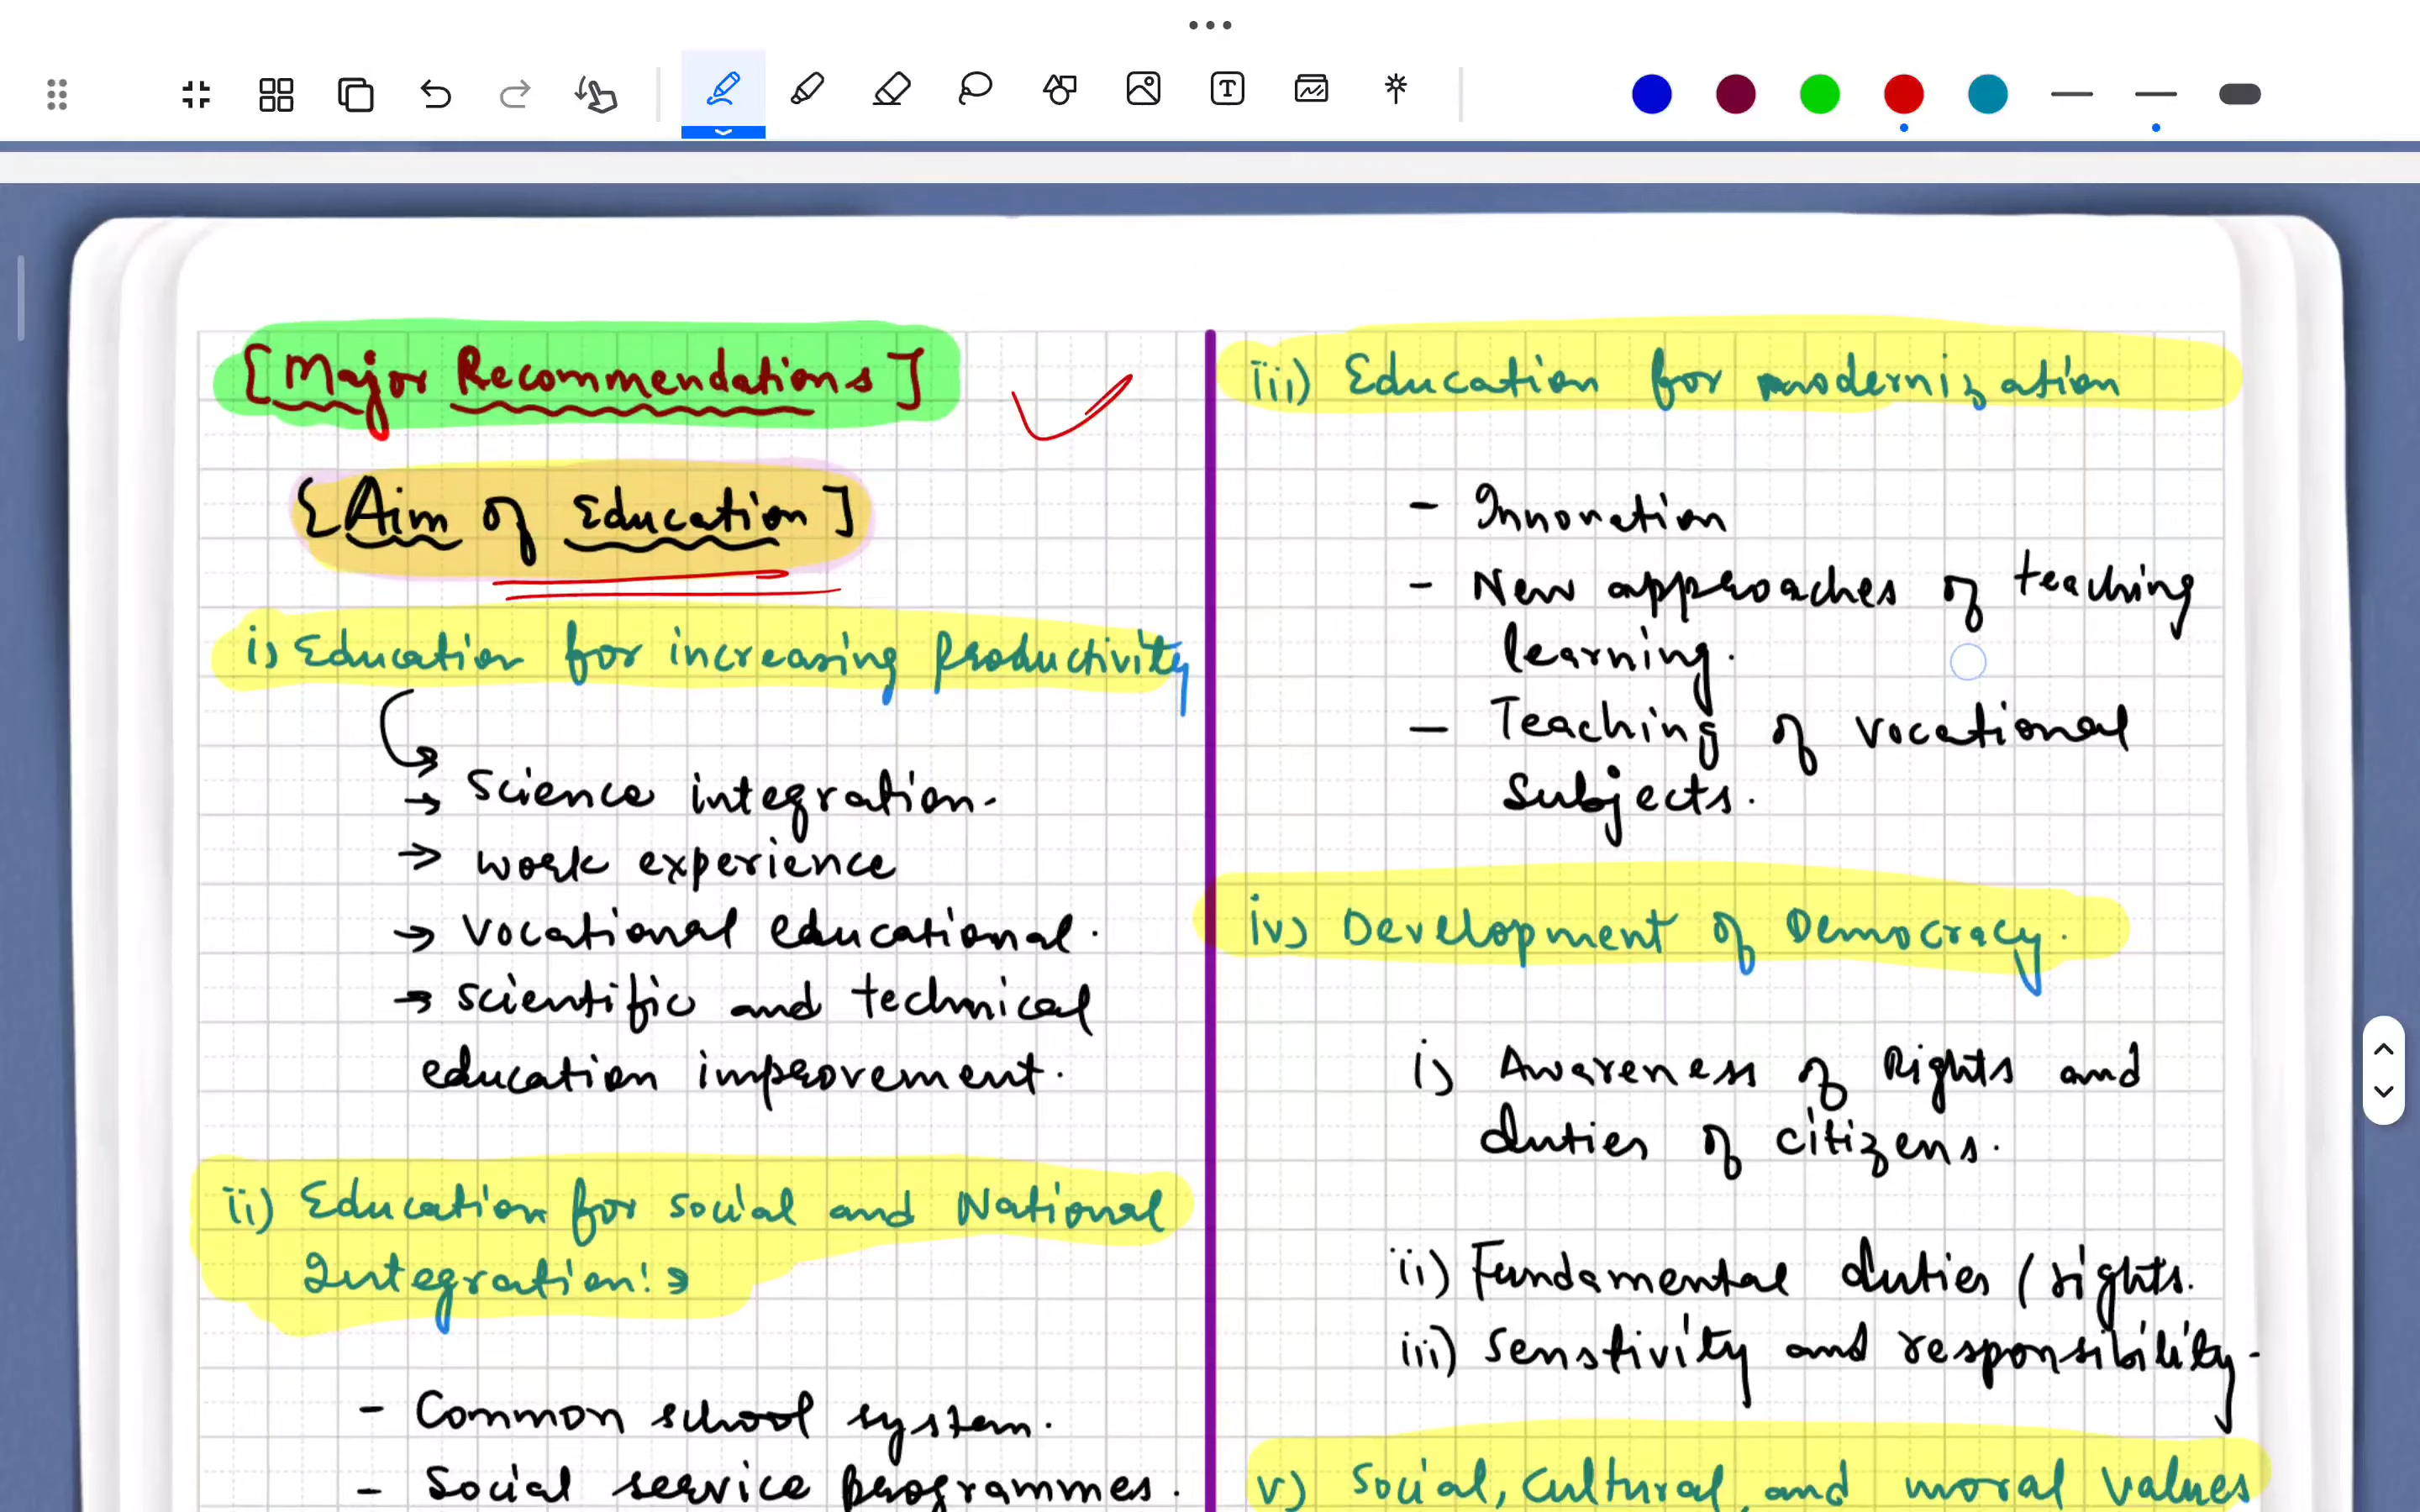 [Major Recommendations]
[Aim of Education]
i) Education for increasing productivity
→ Science integration.
→ work experience
→ vocational educational.
→ scientific and technical
education improvement.
ii) Education for social and National
Integration:→
- Common school system.
- Social service programmes.
iii) Education for modernization
- Innovation
- New approaches of teaching
learning.
- Teaching of vocational
Subjects.
iv) Development of Democracy.
i) Awareness of Rights and
duties of citizens.
ii) Fundamental duties (rights.
iii) Senstivity and responsibility-
v) Social, Cultural, and moral values